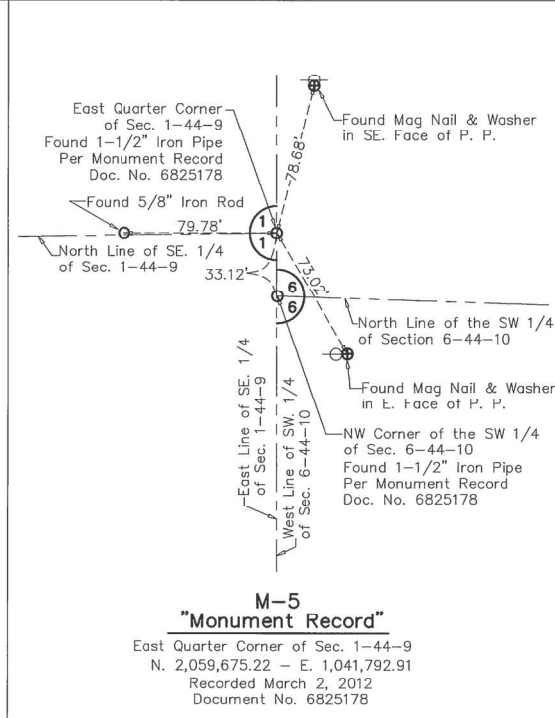 East Quarter Corner
of Sec. 1-44-9
Found 1-1/2" Iron Pipe
Per Monument Record
Doc. No. 6825178
Found Mag Nail & Washer
in SE. Face of P. P.
78.68'
Found 5/8" Iron Rod
79.78'
1
1
North Line of SE. 1/4
of Sec. 1-44-9
33.12'
6
6
North Line of the SW 1/4
of Section 6-44-10
Found Mag Nail & Washer
in E. Face of P. P.
NW Corner of the SW 1/4
of Sec. 6-44-10
Found 1-1/2" Iron Pipe
Per Monument Record
Doc. No. 6825178
East Line of SE. 1/4
of Sec. 1-44-9
West Line of SW. 1/4
of Sec. 6-44-10
M-5
"Monument Record"
East Quarter Corner of Sec. 1-44-9
N. 2,059,675.22 - E. 1,041,792.91
Recorded March 2, 2012
Document No. 6825178